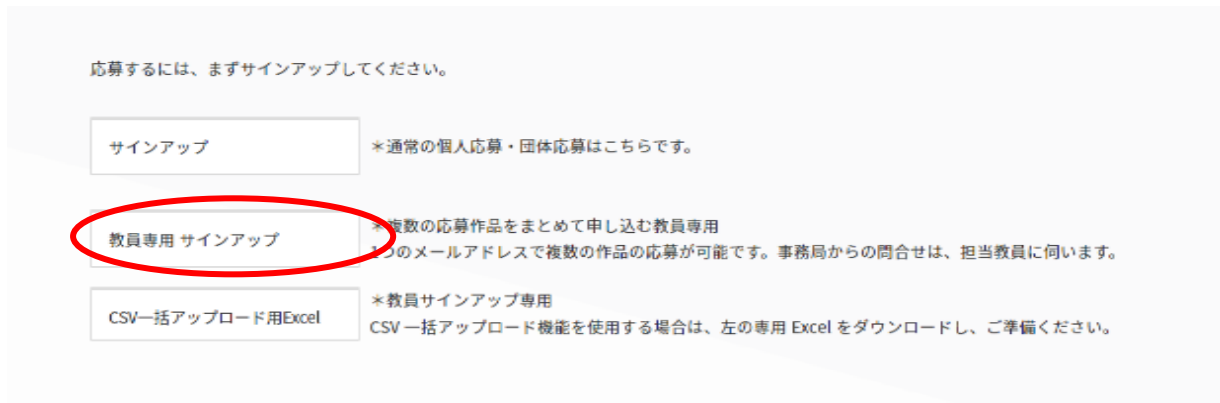 応募するには、まずサインアップしてください。
サインアップ
＊通常の個人応募・団体応募はこちらです。
教員専用 サインアップ
＊複数の応募作品をまとめて申し込む教員専用
1つのメールアドレスで複数の作品の応募が可能です。事務局からの問合せは、担当教員に伺います。
CSV一括アップロード用Excel
＊教員サインアップ専用
CSV 一括アップロード機能を使用する場合は、左の専用 Excel をダウンロードし、ご準備ください。